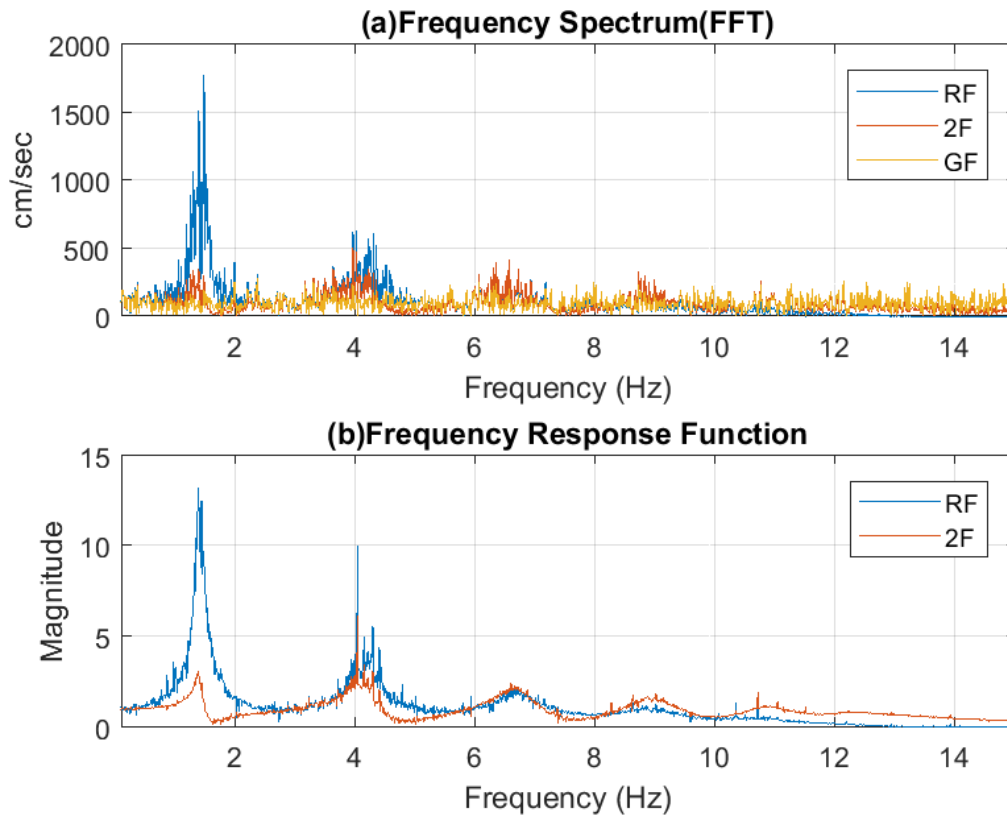 (a)Frequency Spectrum(FFT)
2000
1500
1000
500
0
cm/sec
RF
2F
GF
2 4 6 8 10 12 14
Frequency (Hz)
(b)Frequency Response Function
15
10
5
0
Magnitude
RF
2F
2 4 6 8 10 12 14
Frequency (Hz)